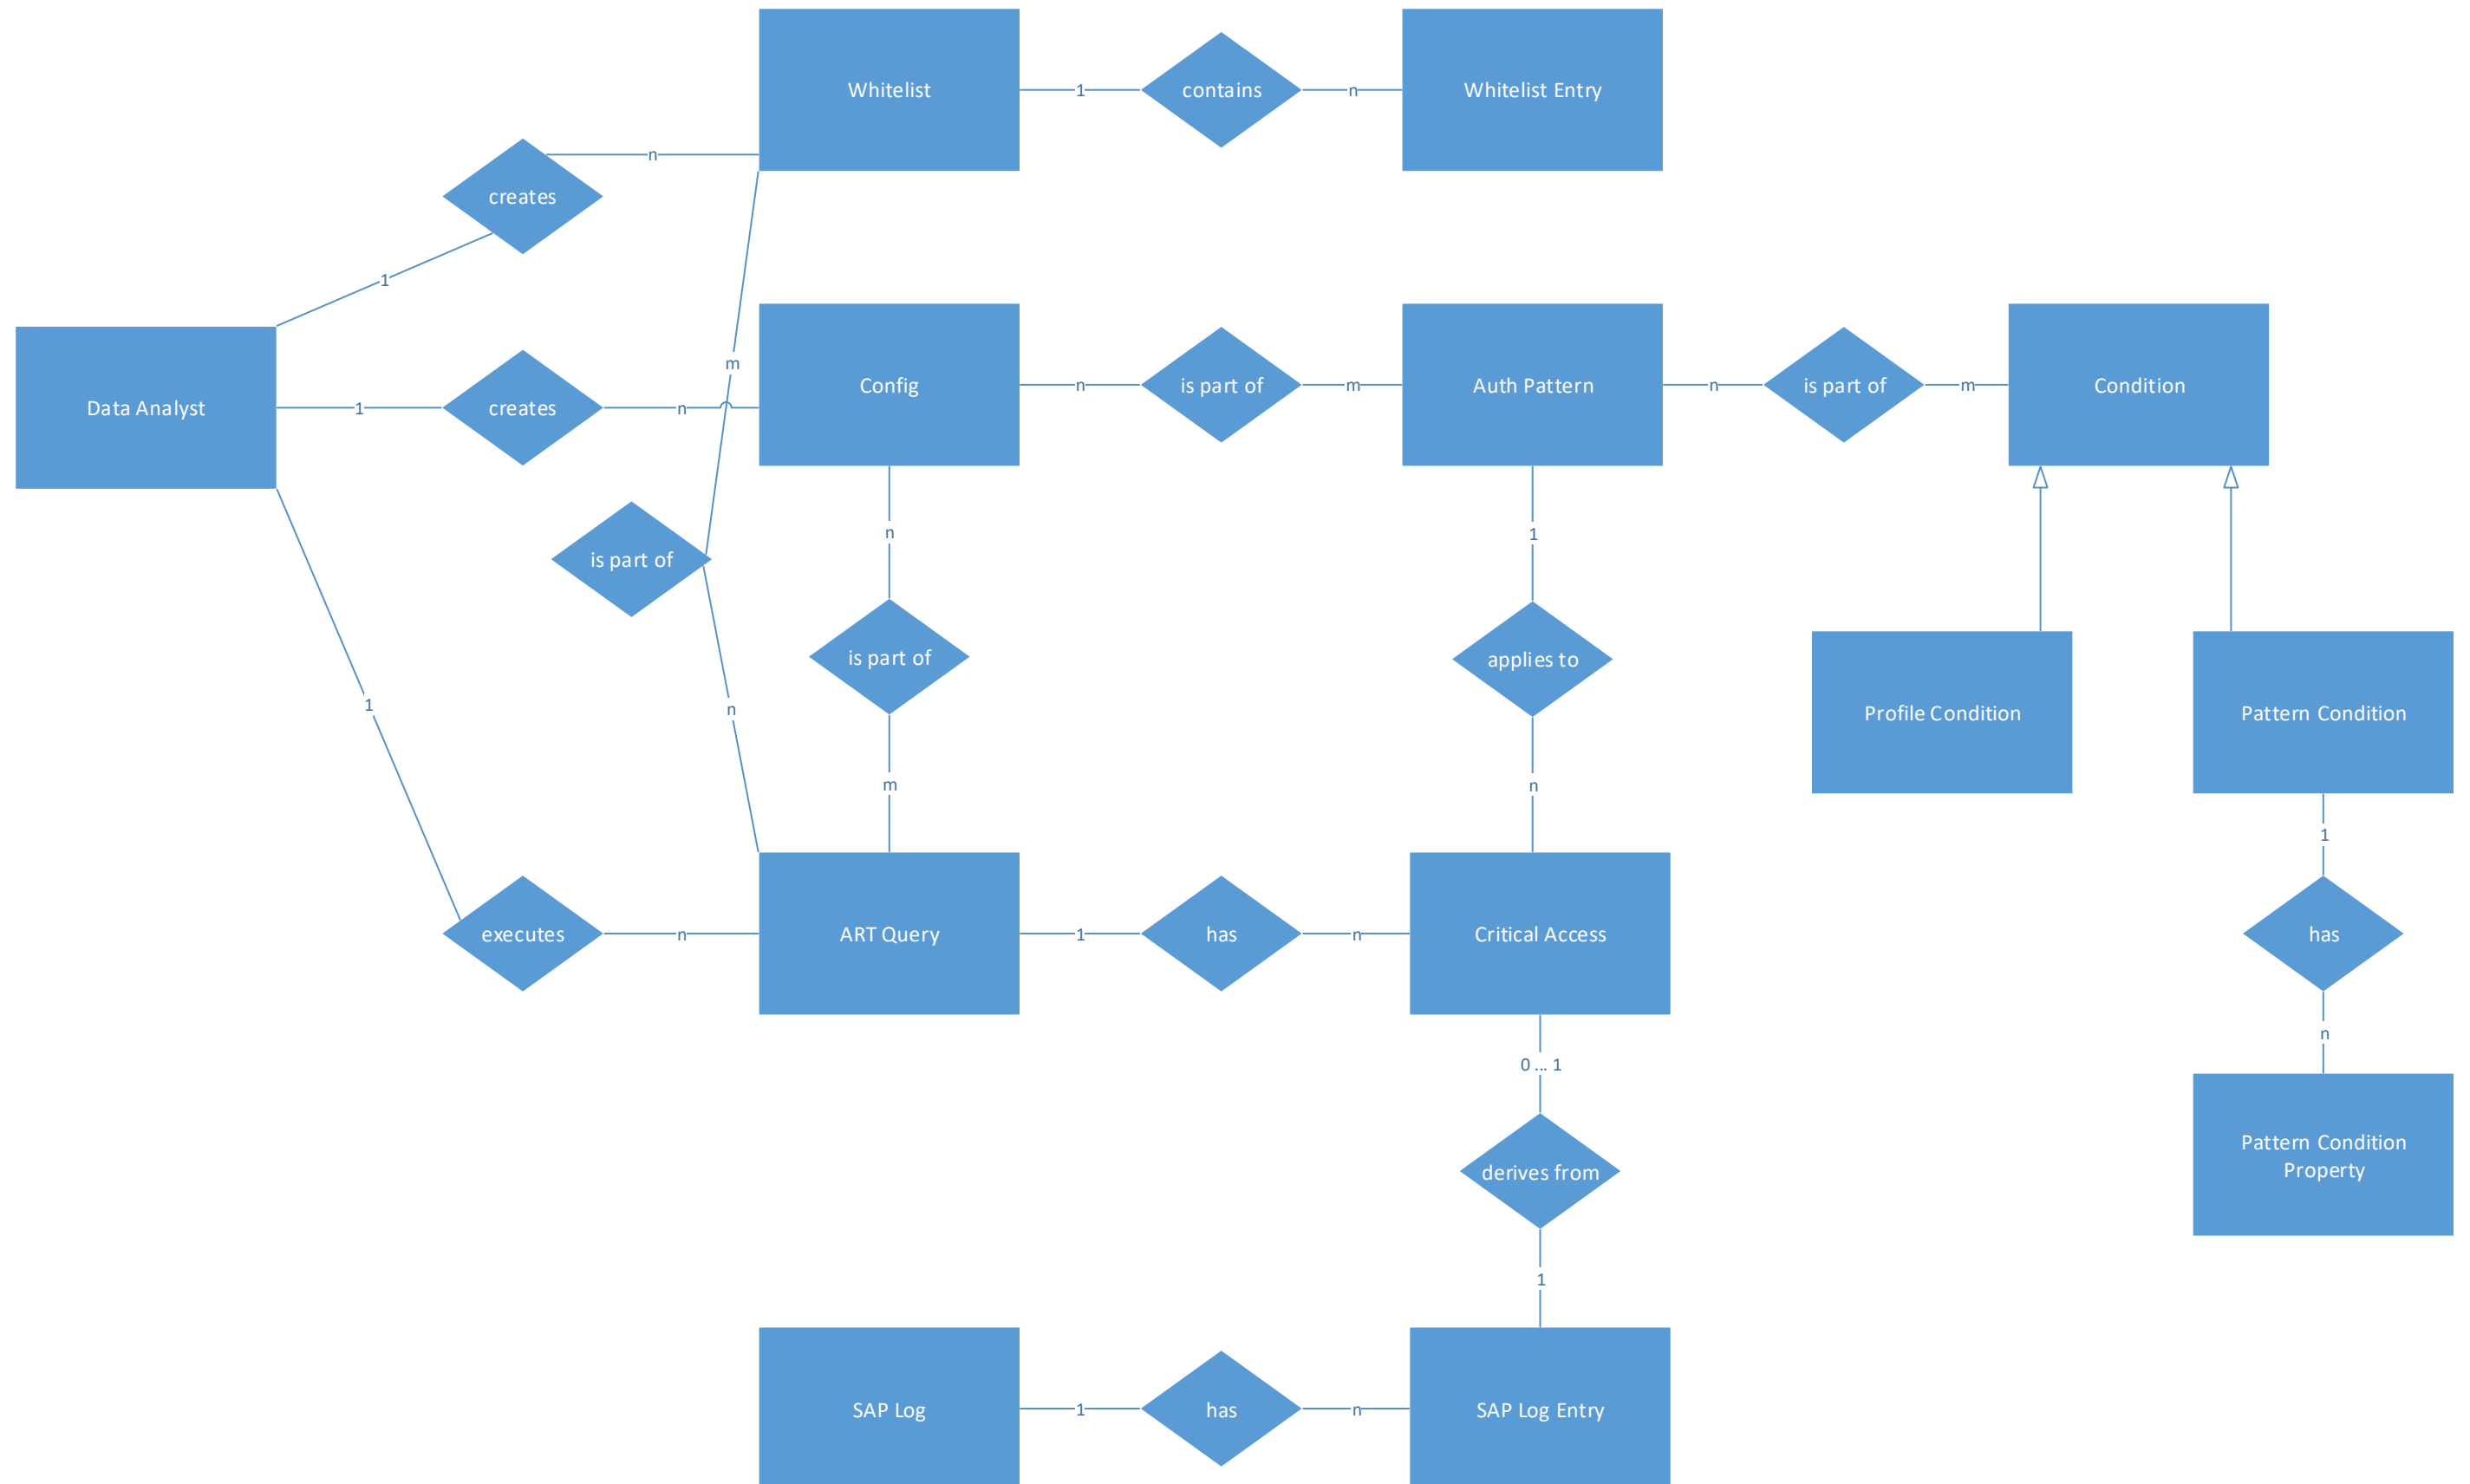 Whitelist
1
contains
n
Whitelist Entry
n
creates
1
m
Data Analyst
1
creates
n
Config
n
is part of
m
Auth Pattern
n
is part of
m
Condition
is part of
n
1
n
is part of
applies to
1
n
m
n
Profile Condition
Pattern Condition
1
executes
n
ART Query
1
has
n
Critical Access
has
n
0 ... 1
derives from
Pattern Condition
Property
1
SAP Log
1
has
n
SAP Log Entry